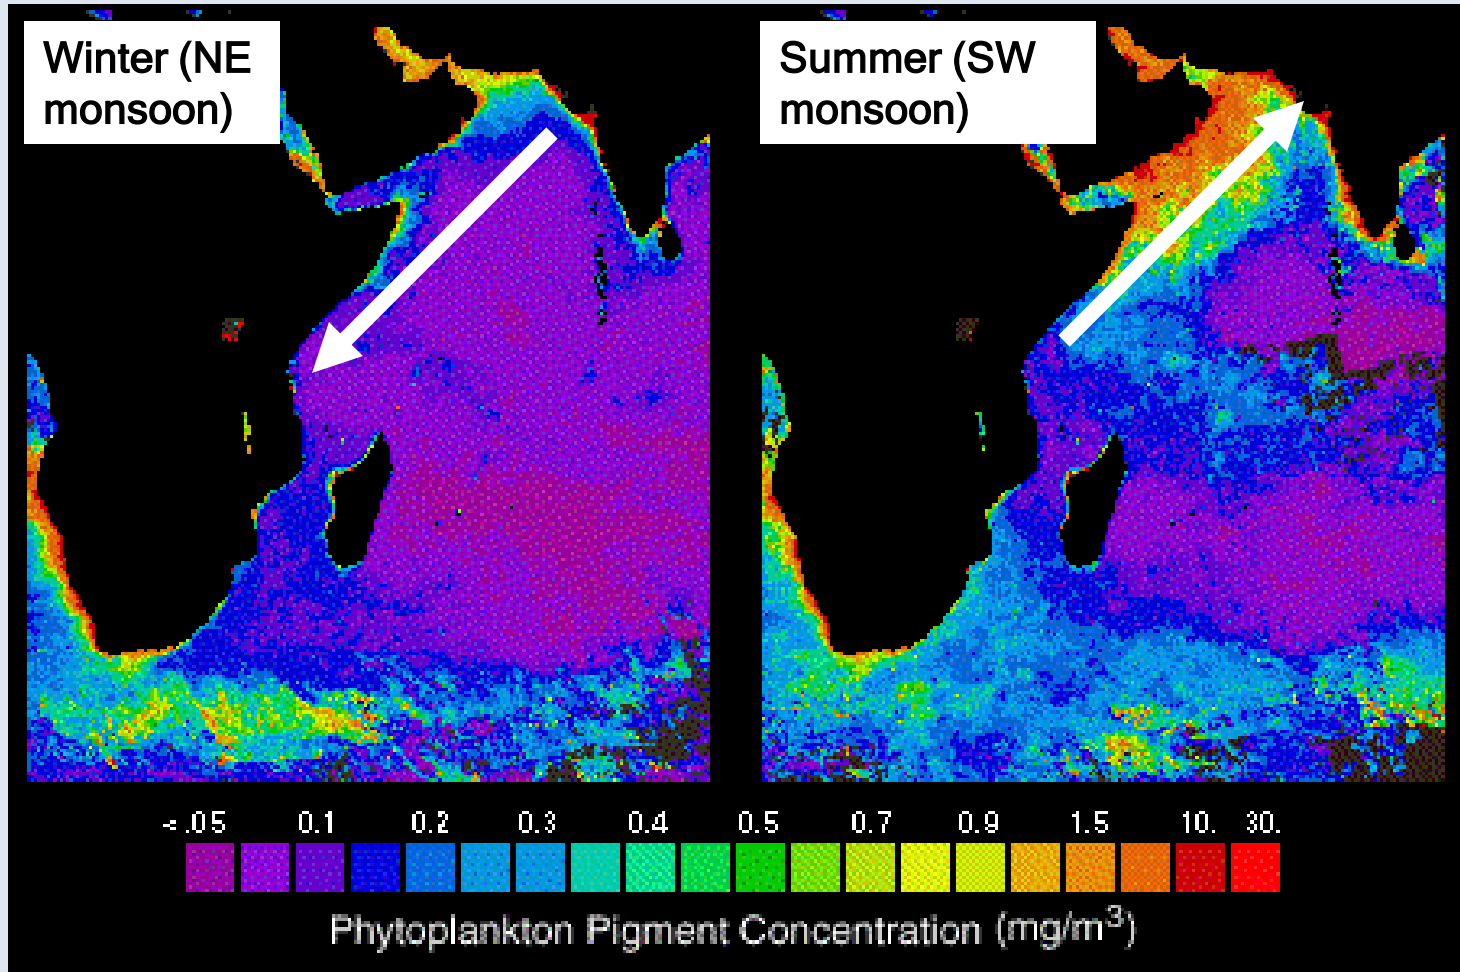 Winter (NE
monsoon)
Summer (SW
monsoon)
<.05 0.1 0.2 0.3 0.4 0.5 0.7 0.9 1.5 10. 30.
Phytoplankton Pigment Concentration (mg/m³)